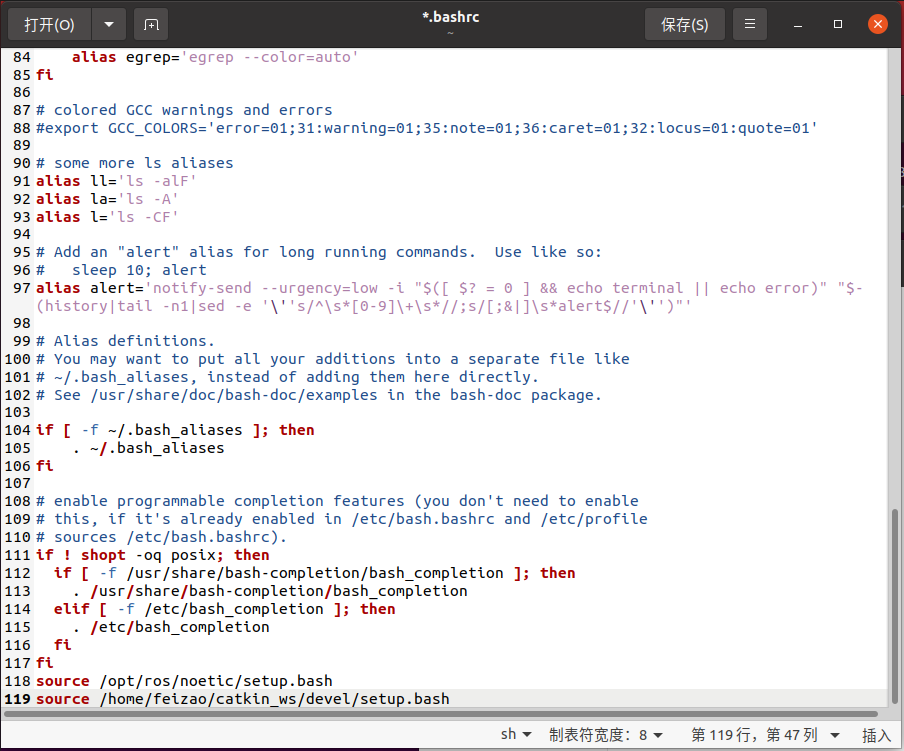 打开(O)
*.bashrc
~
保存(S)
84     alias egrep='egrep --color=auto'
85 fi
86
87 # colored GCC warnings and errors
88 #export GCC_COLORS='error=01;31:warning=01;35:note=01;36:caret=01;32:locus=01:quote=01'
89
90 # some more ls aliases
91 alias ll='ls -alF'
92 alias la='ls -A'
93 alias l='ls -CF'
94
95 # Add an "alert" alias for long running commands.  Use like so:
96 #   sleep 10; alert
97 alias alert='notify-send --urgency=low -i "$([ $? = 0 ] && echo terminal || echo error)" "$-
(history|tail -n1|sed -e '\''s/^\s*[0-9]\+\s*//;s/[;&|]\s*alert$//'\'')"'
98
99 # Alias definitions.
100 # You may want to put all your additions into a separate file like
101 # ~/.bash_aliases, instead of adding them here directly.
102 # See /usr/share/doc/bash-doc/examples in the bash-doc package.
103
104 if [ -f ~/.bash_aliases ]; then
105     . ~/.bash_aliases
106 fi
107
108 # enable programmable completion features (you don't need to enable
109 # this, if it's already enabled in /etc/bash.bashrc and /etc/profile
110 # sources /etc/bash.bashrc).
111 if ! shopt -oq posix; then
112   if [ -f /usr/share/bash-completion/bash_completion ]; then
113     . /usr/share/bash-completion/bash_completion
114   elif [ -f /etc/bash_completion ]; then
115     . /etc/bash_completion
116   fi
117 fi
118 source /opt/ros/noetic/setup.bash
119 source /home/feizao/catkin_ws/devel/setup.bash
sh 制表符宽度：8 第 119 行，第 47 列 插入